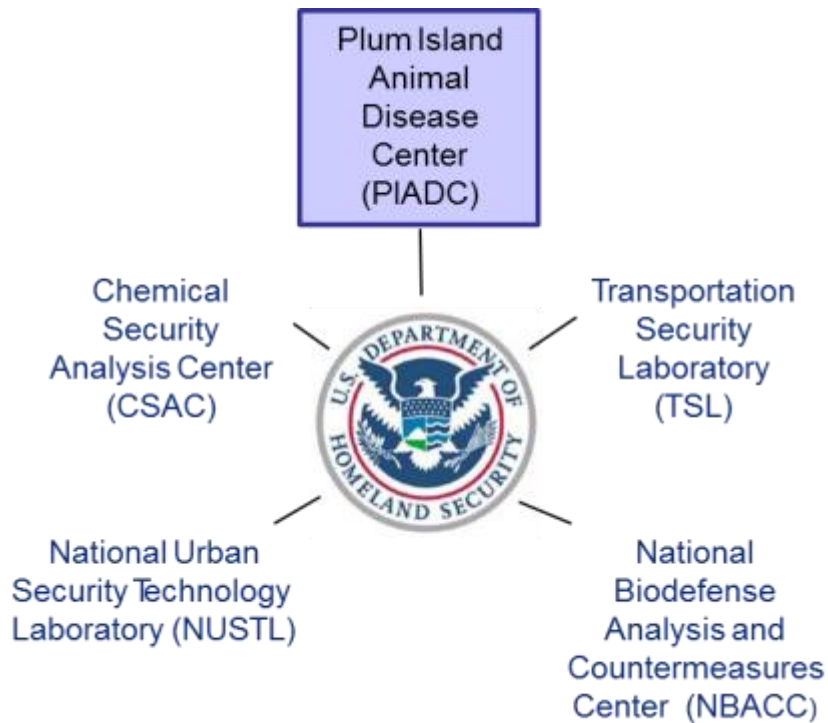 Plum Island
Animal
Disease
Center
(PIADC)
Chemical
Security
Analysis Center
(CSAC)
Transportation
Security
Laboratory
(TSL)
U.S. DEPARTMENT OF
HOMELAND SECURITY
National Urban
Security Technology
Laboratory (NUSTL)
National
Biodefense
Analysis and
Countermeasures
Center (NBACC)